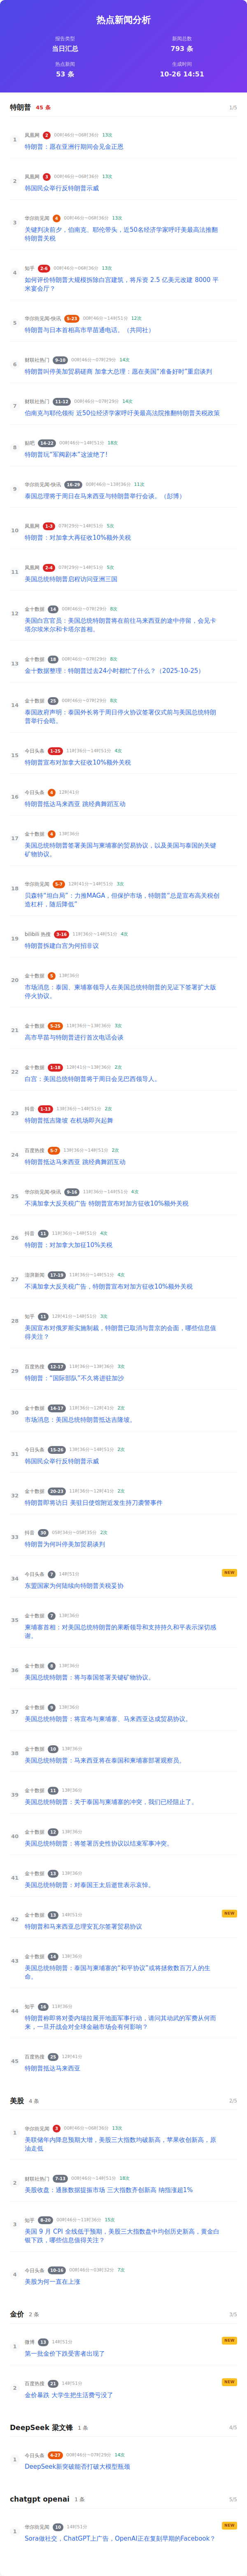 热点新闻分析
报告类型
新闻总数
当日汇总
793 条
热点新闻
生成时间
53 条
10-26 14:51
特朗普 45 条 1/5
1 凤凰网 2 00时46分~06时36分 13次
特朗普：愿在亚洲行期间会见金正恩
2 凤凰网 3 00时46分~06时36分 13次
韩国民众举行反特朗普示威
3 华尔街见闻 4 00时46分~06时36分 13次
关键判决前夕，伯南克、耶伦带头，近50名经济学家呼吁美最高法推翻
特朗普关税
4 知乎 2-6 00时46分~06时36分 13次
如何评价特朗普大规模拆除白宫建筑，将斥资 2.5 亿美元改建 8000 平
米宴会厅？
5 华尔街见闻-快讯 5-23 00时46分~14时51分 12次
特朗普与日本首相高市早苗通电话。（共同社）
6 财联社热门 9-10 00时46分~07时29分 14次
特朗普叫停美加贸易磋商 加拿大总理：愿在美国“准备好时”重启谈判
7 财联社热门 11-12 00时46分~07时29分 14次
伯南克与耶伦领衔 近50位经济学家呼吁美最高法推翻特朗普关税政策
8 贴吧 14-22 00时46分~14时51分 18次
特朗普玩“军阀剧本”这波绝了!
9 华尔街见闻-快讯 16-29 00时46分~12时36分 11次
泰国总理将于周日在马来西亚与特朗普举行会谈。（彭博）
10 凤凰网 1-3 07时29分~14时51分 5次
特朗普：对加拿大再征收10%额外关税
11 凤凰网 2-4 07时29分~14时51分 5次
美国总统特朗普启程访问亚洲三国
12 金十数据 14 00时46分~07时29分 8次
美国白宫官员：美国总统特朗普将在前往马来西亚的途中停留，会见卡
塔尔埃米尔和卡塔尔首相。
13 金十数据 18 00时46分~07时29分 8次
金十数据整理：特朗普过去24小时都忙了什么？（2025-10-25）
14 金十数据 25 00时46分~07时29分 8次
泰国政府声明：泰国外长将于周日停火协议签署仪式前与美国总统特朗
普举行会晤。
15 今日头条 1-25 11时36分~14时51分 4次
特朗普宣布对加拿大征收10%额外关税
16 今日头条 4 12时41分
特朗普抵达马来西亚 跳经典舞蹈互动
17 金十数据 4 13时36分
美国总统特朗普签署美国与柬埔寨的贸易协议，以及美国与泰国的关键
矿物协议。
18 华尔街见闻 5-7 12时41分~14时51分 3次
贝森特“坦白局”：力推MAGA，但保护市场，特朗普“总是宣布高关税创
造杠杆，随后降低”
19 bilibili 热搜 3-16 11时36分~14时51分 4次
特朗普拆建白宫为何招非议
20 金十数据 5 13时36分
市场消息：泰国、柬埔寨领导人在美国总统特朗普的见证下签署扩大版
停火协议。
21 金十数据 5-25 11时36分~13时36分 3次
高市早苗与特朗普进行首次电话会谈
22 金十数据 1-18 12时41分~13时36分 2次
白宫：美国总统特朗普将于周日会见巴西领导人。
23 抖音 1-13 13时36分~14时51分 2次
特朗普抵吉隆坡 在机场即兴起舞
24 百度热搜 5-7 13时36分~14时51分 2次
特朗普抵达马来西亚 跳经典舞蹈互动
25 华尔街见闻-快讯 9-16 11时36分~14时51分 4次
不满加拿大反关税广告 特朗普宣布对加方征收10%额外关税
26 抖音 11 11时36分~14时51分 4次
特朗普：对加拿大加征10%关税
27 澎湃新闻 17-19 11时36分~14时51分 4次
不满加拿大反关税广告，特朗普宣布对加方征收10%额外关税
28 知乎 11 12时41分~14时51分 3次
美国宣布对俄罗斯实施制裁，特朗普已取消与普京的会面，哪些信息值
得关注？
29 百度热搜 12-17 11时36分~13时36分 3次
特朗普：“国际部队”不久将进驻加沙
30 金十数据 14-17 11时36分~12时41分 2次
市场消息：美国总统特朗普抵达吉隆坡。
31 今日头条 15-26 13时36分~14时51分 2次
韩国民众举行反特朗普示威
32 金十数据 20-23 11时36分~12时41分 2次
特朗普即将访日 美驻日使馆附近发生持刀袭警事件
33 抖音 30 05时34分~05时35分 2次
特朗普为何叫停美加贸易谈判
34 今日头条 7 14时51分 NEW
东盟国家为何陆续向特朗普关税妥协
35 金十数据 7 13时36分
柬埔寨首相：对美国总统特朗普的果断领导和支持持久和平表示深切感
谢。
36 金十数据 8 13时36分
美国总统特朗普：将与泰国签署关键矿物协议。
37 金十数据 9 13时36分
美国总统特朗普：将宣布与柬埔寨、马来西亚达成贸易协议。
38 金十数据 10 13时36分
美国总统特朗普：马来西亚将在泰国和柬埔寨部署观察员。
39 金十数据 11 13时36分
美国总统特朗普：关于泰国与柬埔寨的冲突，我们已经阻止了。
40 金十数据 12 13时36分
美国总统特朗普：将签署历史性协议以结束军事冲突。
41 金十数据 13 13时36分
美国总统特朗普：对泰国王太后逝世表示哀悼。
42 金十数据 13 14时51分 NEW
特朗普和马来西亚总理安瓦尔签署贸易协议
43 金十数据 14 13时36分
美国总统特朗普：泰国与柬埔寨的“和平协议”或将拯救数百万人的生
命。
44 知乎 16 11时36分
特朗普称即将对委内瑞拉展开地面军事行动，请问其动武的军费从何而
来，一旦开战会对全球金融市场会有何影响？
45 百度热搜 25 12时41分
特朗普抵达马来西亚
美股 4 条 2/5
1 华尔街见闻 2 00时46分~06时36分 13次
美联储年内降息预期大增，美股三大指数均破新高，苹果收创新高，原
油走低
2 财联社热门 7-13 00时46分~14时51分 18次
美股收盘：通胀数据提振市场 三大指数齐创新高 纳指涨超1%
3 知乎 8-20 00时46分~11时36分 15次
美国 9 月 CPI 全线低于预期，美股三大指数盘中均创历史新高，黄金白
银下跌，哪些信息值得关注？
4 今日头条 10-16 00时46分~03时33分 7次
美股为何一直在上涨
金价 2 条 3/5
1 微博 13 14时51分 NEW
第一批金价下跌受害者出现了
2 百度热搜 21 14时51分 NEW
金价暴跌 大学生把生活费亏没了
DeepSeek 梁文锋 1 条 4/5
1 今日头条 6-27 00时46分~07时29分 14次
DeepSeek新突破能否打破大模型瓶颈
chatgpt openai 1 条 5/5
1 华尔街见闻 10 14时51分 NEW
Sora做社交，ChatGPT上广告，OpenAI正在复刻早期的Facebook？